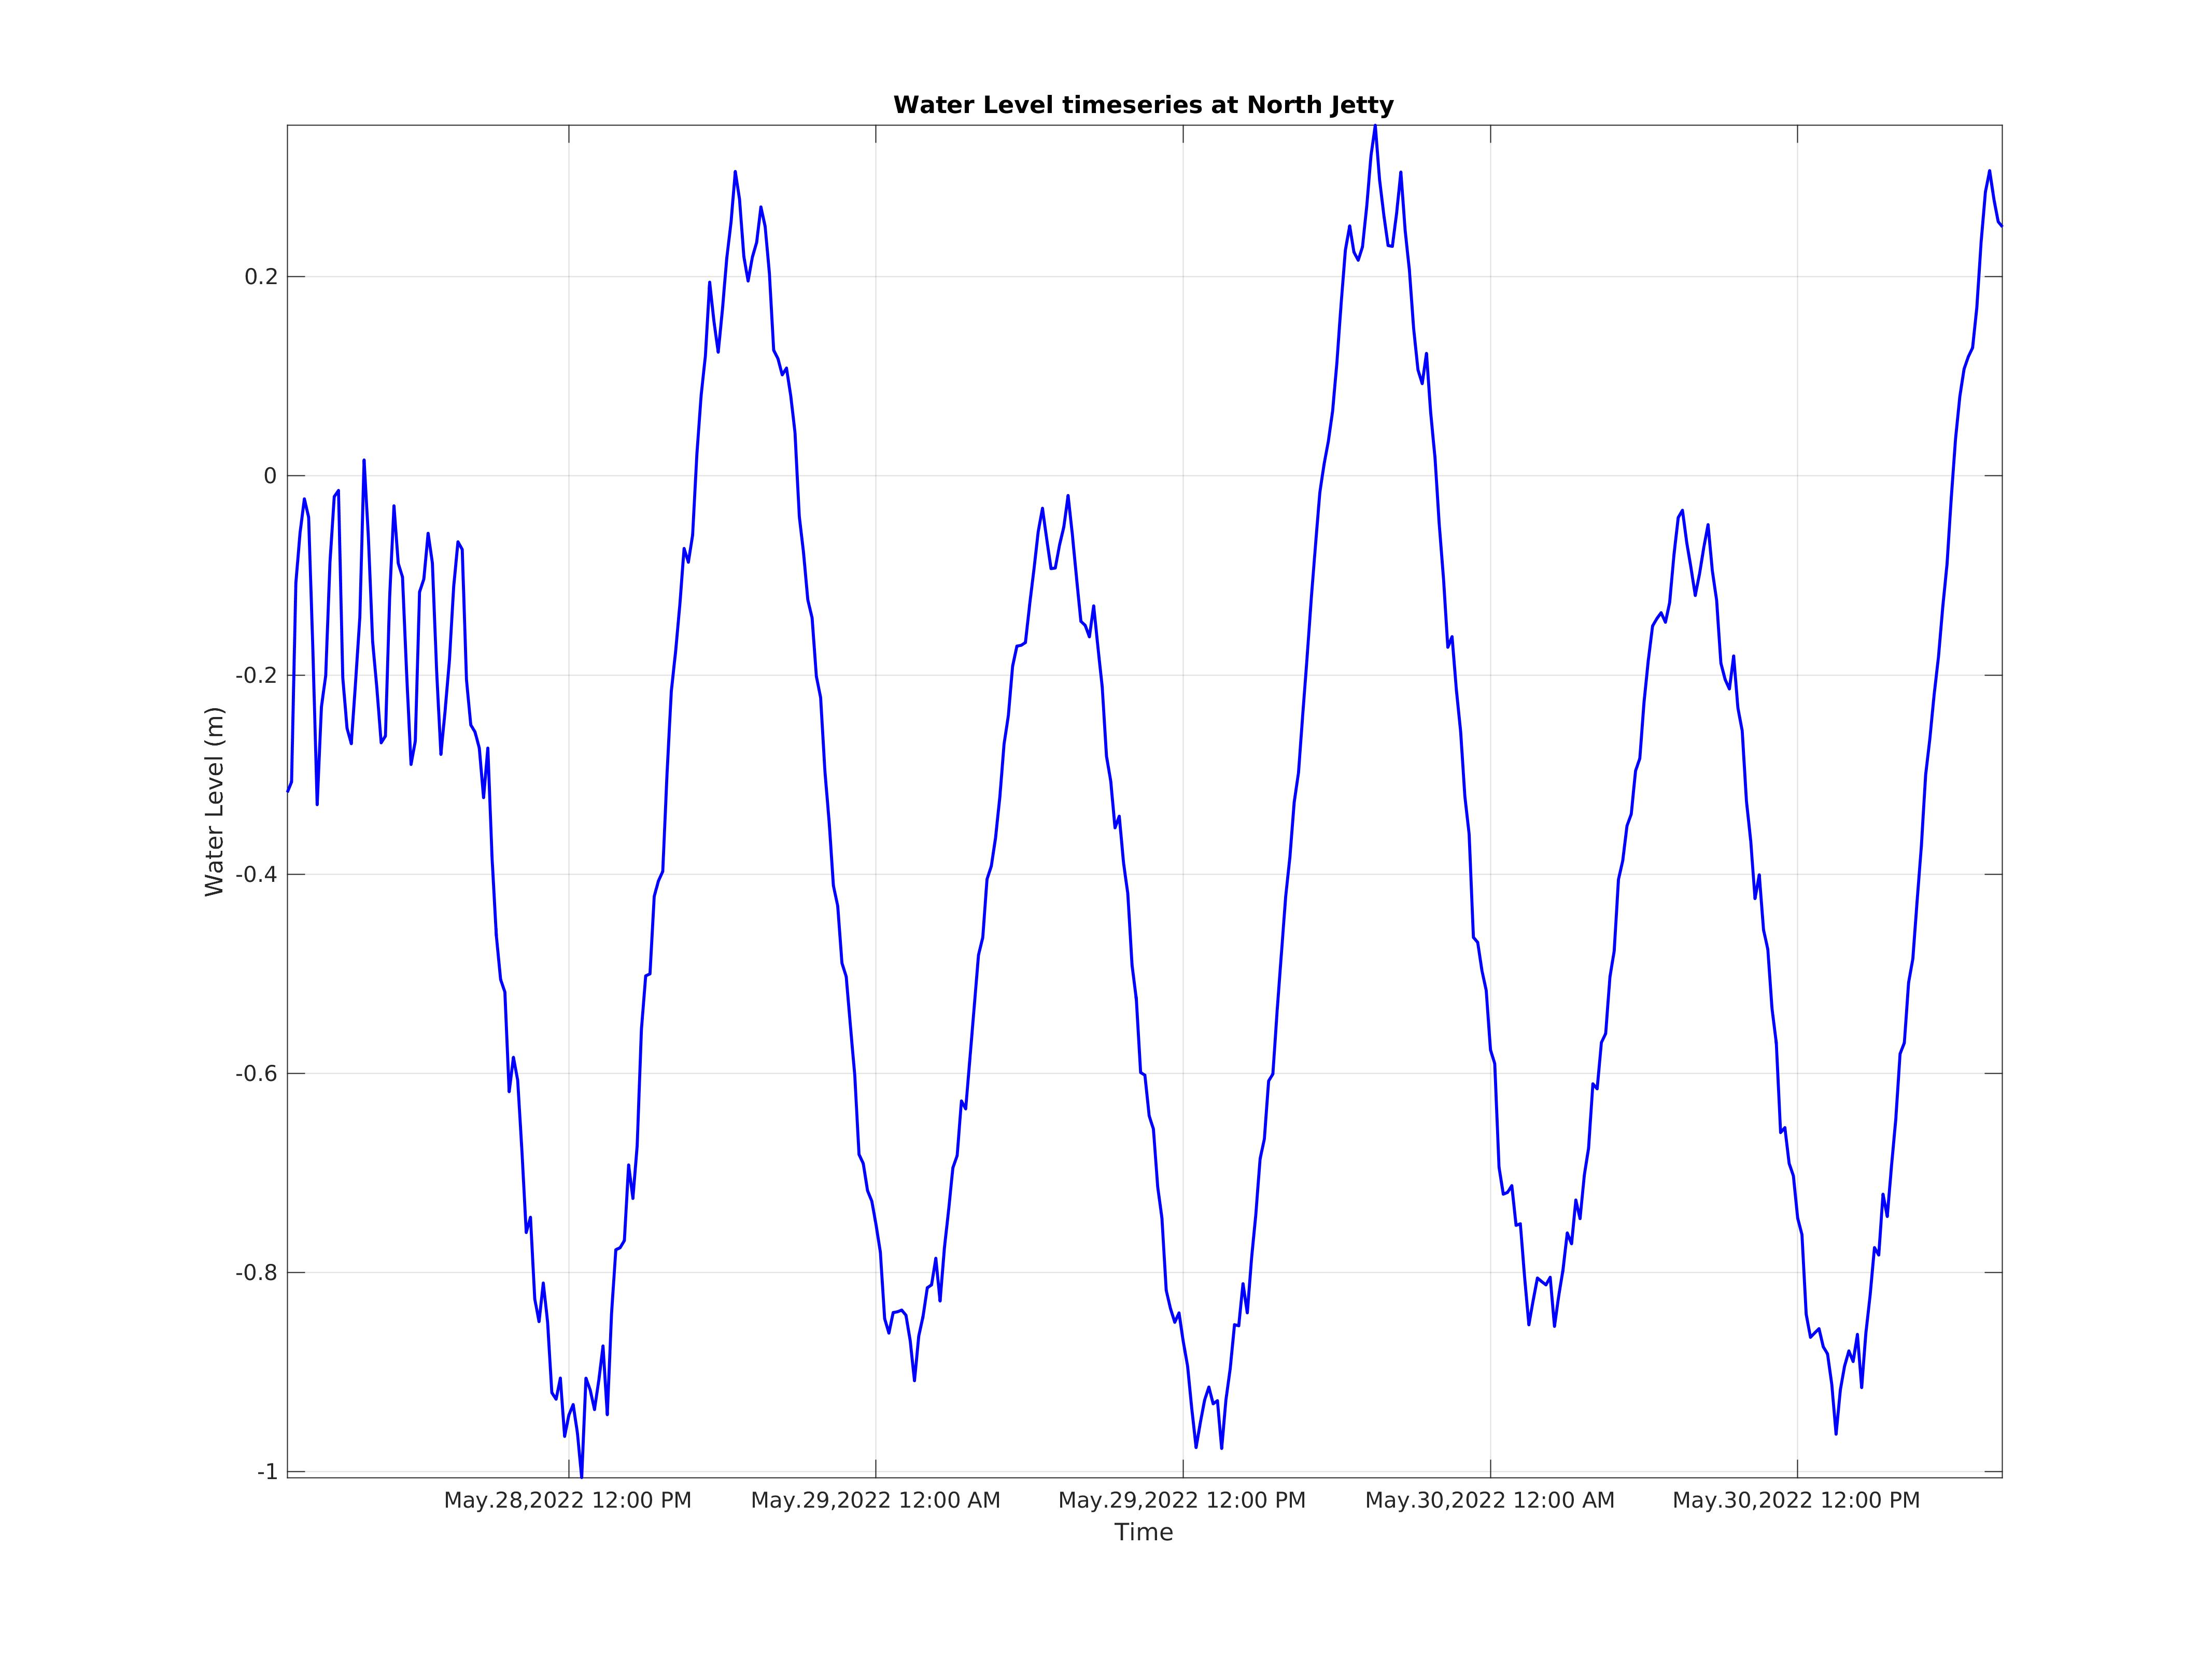 Water Level timeseries at North Jetty
0.2
0
-0.2
-0.4
-0.6
-0.8
-1
Water Level (m)
May.28,2022 12:00 PM
May.29,2022 12:00 AM
May.29,2022 12:00 PM
May.30,2022 12:00 AM
May.30,2022 12:00 PM
Time